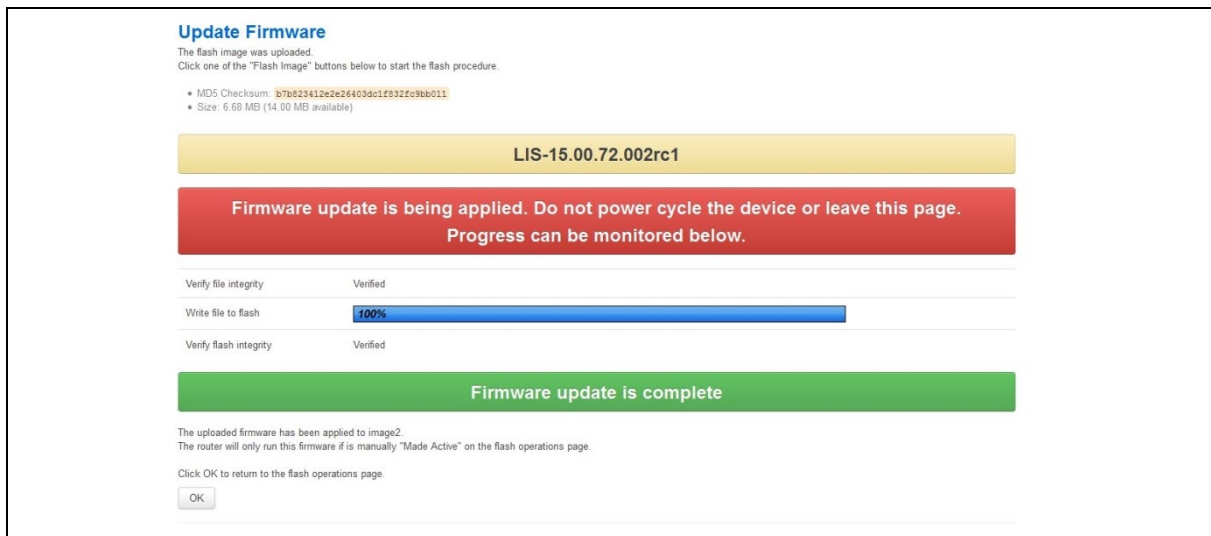 Update Firmware
The flash image was uploaded.
Click one of the "Flash Image" buttons below to start the flash procedure.
• MD5 Checksum: b7b823412e2e26403dc1f832fc9bb011
• Size: 6.68 MB (14.00 MB available)
LIS-15.00.72.002rc1
Firmware update is being applied. Do not power cycle the device or leave this page.
Progress can be monitored below.
Verify file integrity Verified
Write file to flash 100%
Verify flash integrity Verified
Firmware update is complete
The uploaded firmware has been applied to image2.
The router will only run this firmware if is manually "Made Active" on the flash operations page.
Click OK to return to the flash operations page.
OK